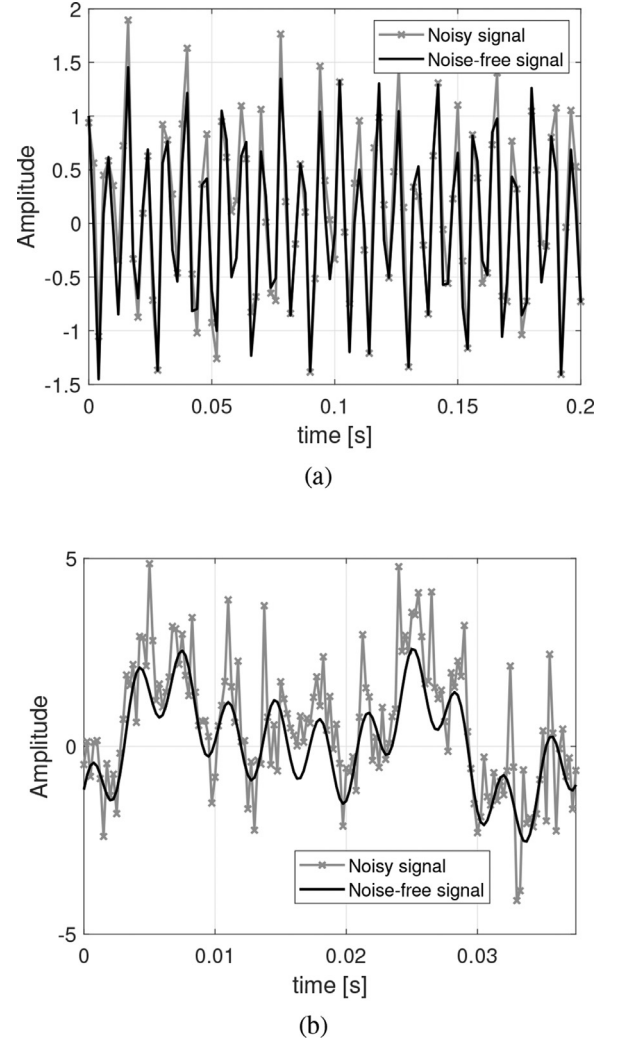 2
1.5
1
0.5
0
-0.5
-1
-1.5
Amplitude
Noisy signal
Noise-free signal
0
0.05
0.1
0.15
0.2
time [s]
(a)
5
0
-5
Amplitude
Noisy signal
Noise-free signal
0
0.01
0.02
0.03
time [s]
(b)